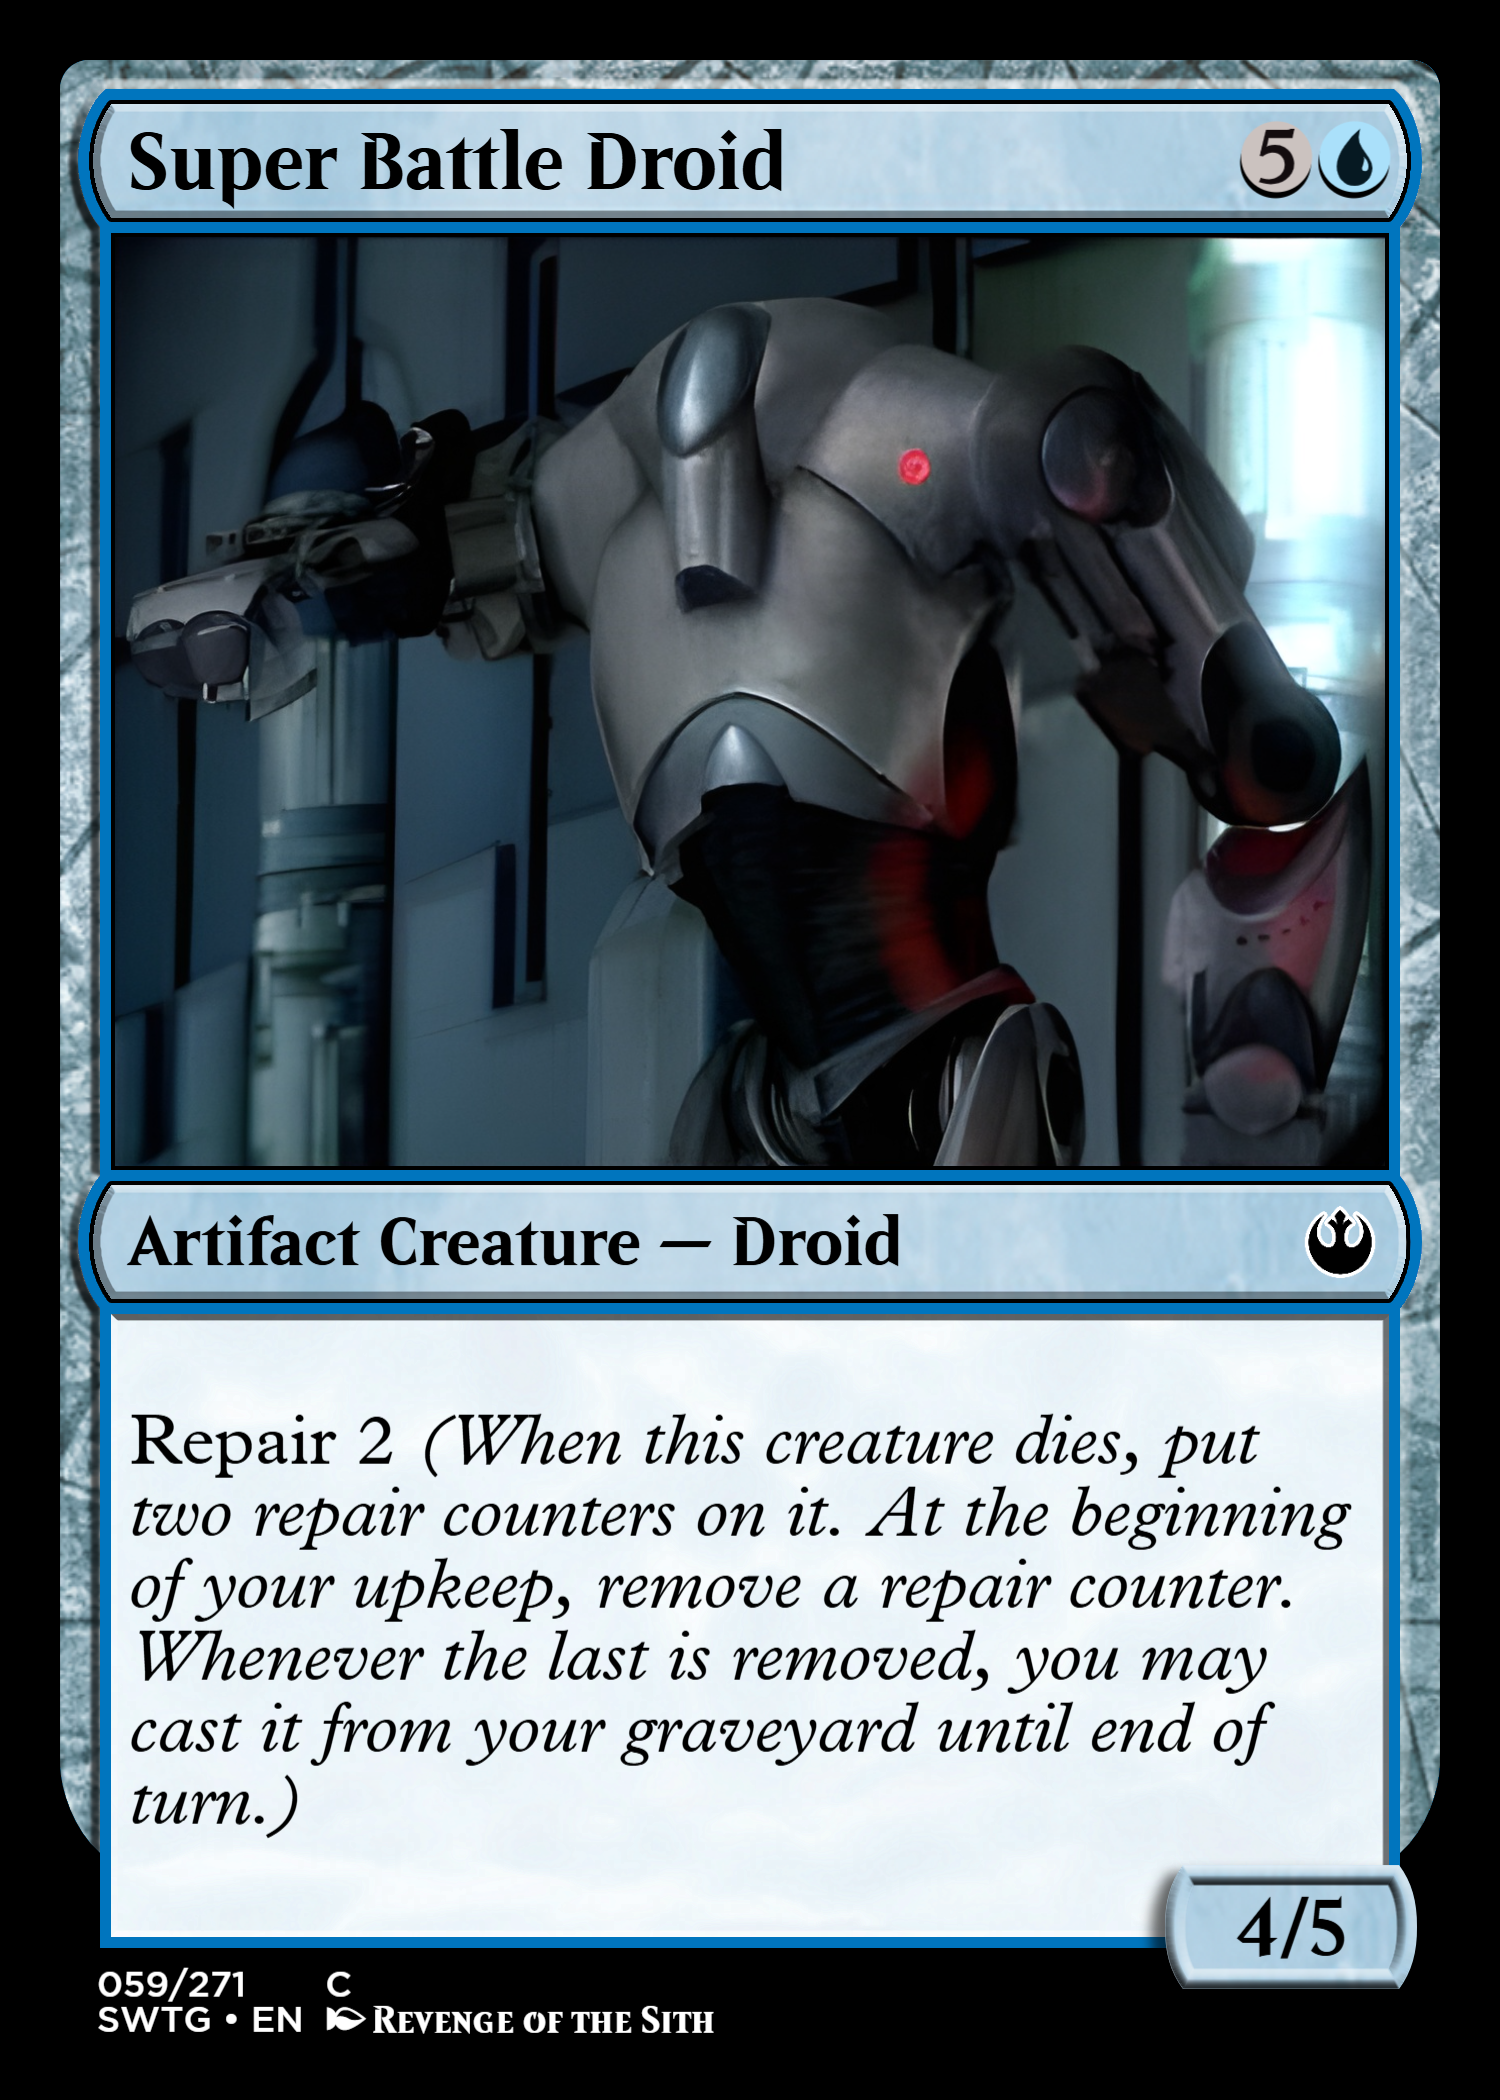 Super Battle Droid 5
Artifact Creature — Droid
Repair 2 (When this creature dies, put
two repair counters on it. At the beginning
of your upkeep, remove a repair counter.
Whenever the last is removed, you may
cast it from your graveyard until end of
turn.)
4/5
059/271 C
SWTG • EN Revenge of the Sith